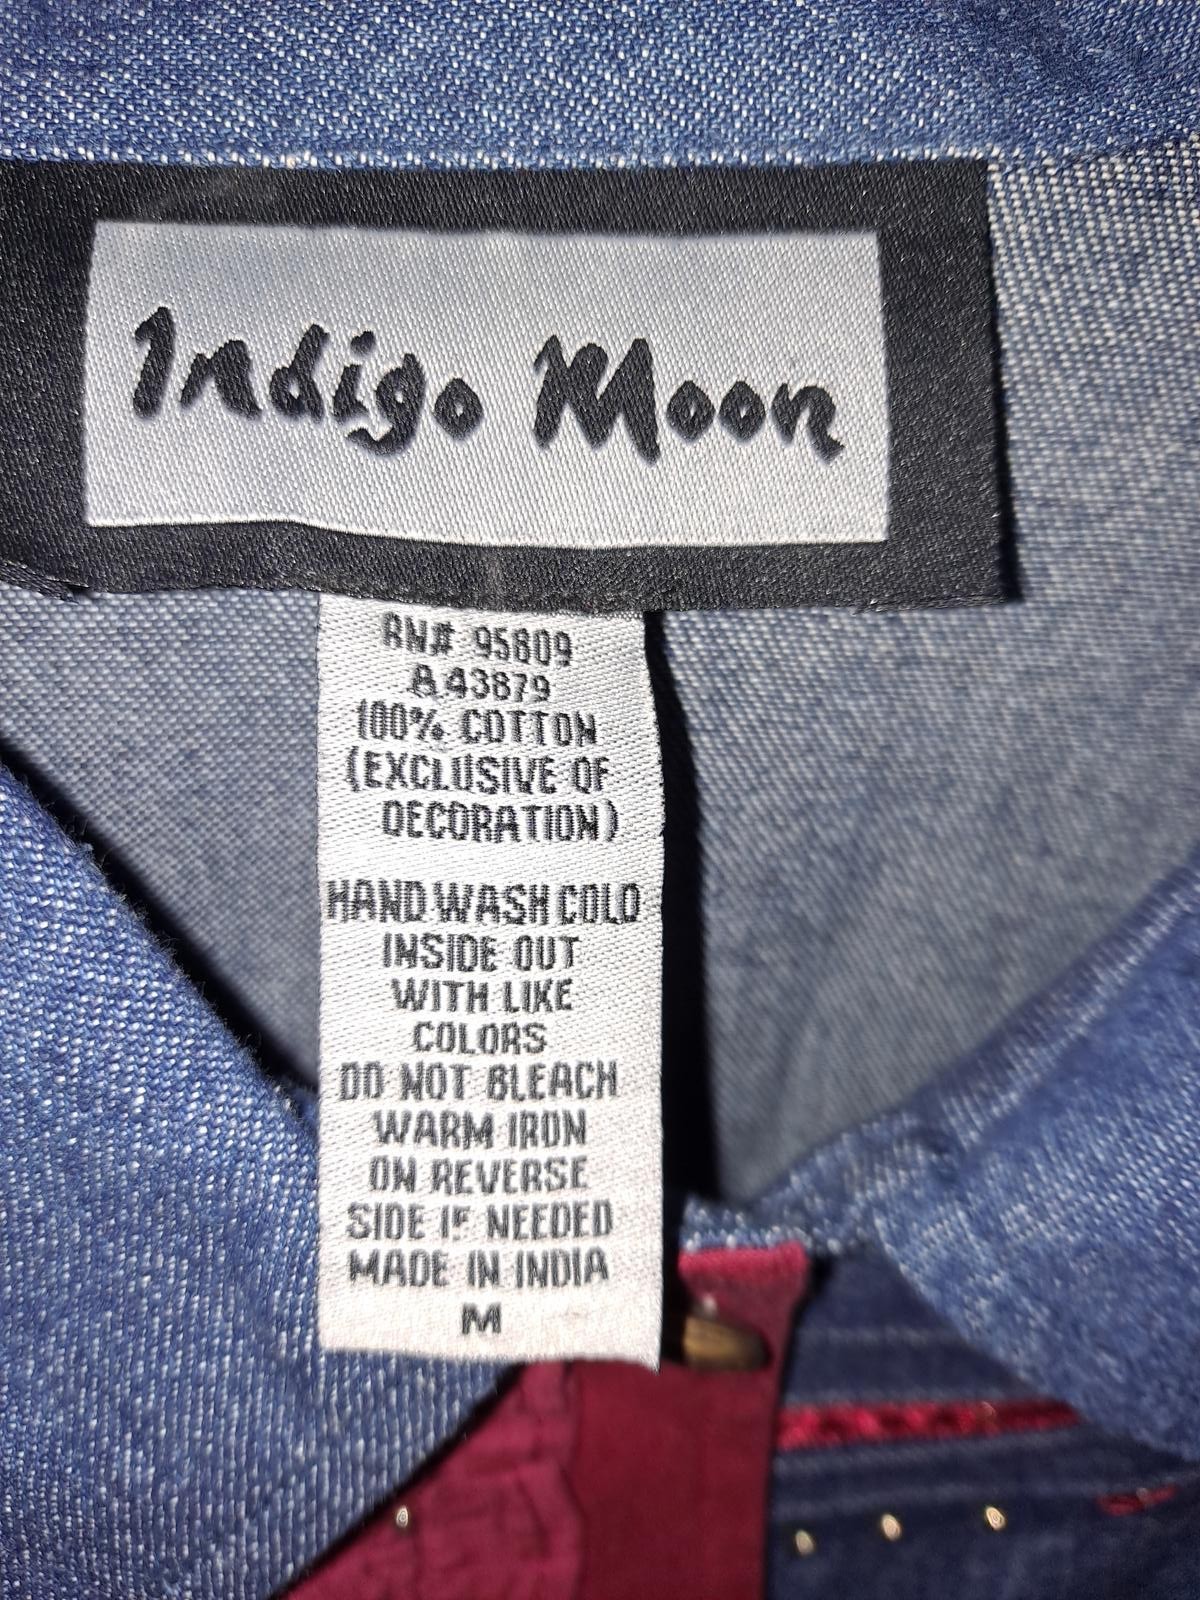 Indigo Moon
RN# 95809
A43879
100% COTTON
(EXCLUSIVE OF
DECORATION)
HAND WASH COLD
INSIDE OUT
WITH LIKE
COLORS
DO NOT BLEACH
WARM IRON
ON REVERSE
SIDE IF NEEDED
MADE IN INDIA
M